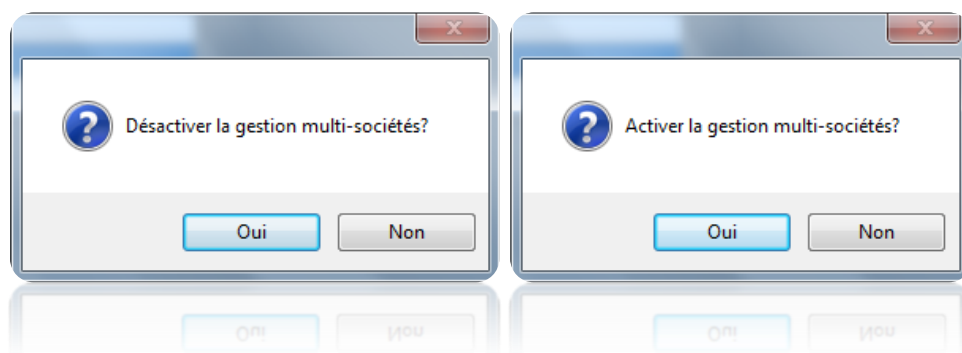 Désactiver la gestion multi-sociétés?
Oui Non
Activer la gestion multi-sociétés?
Oui Non